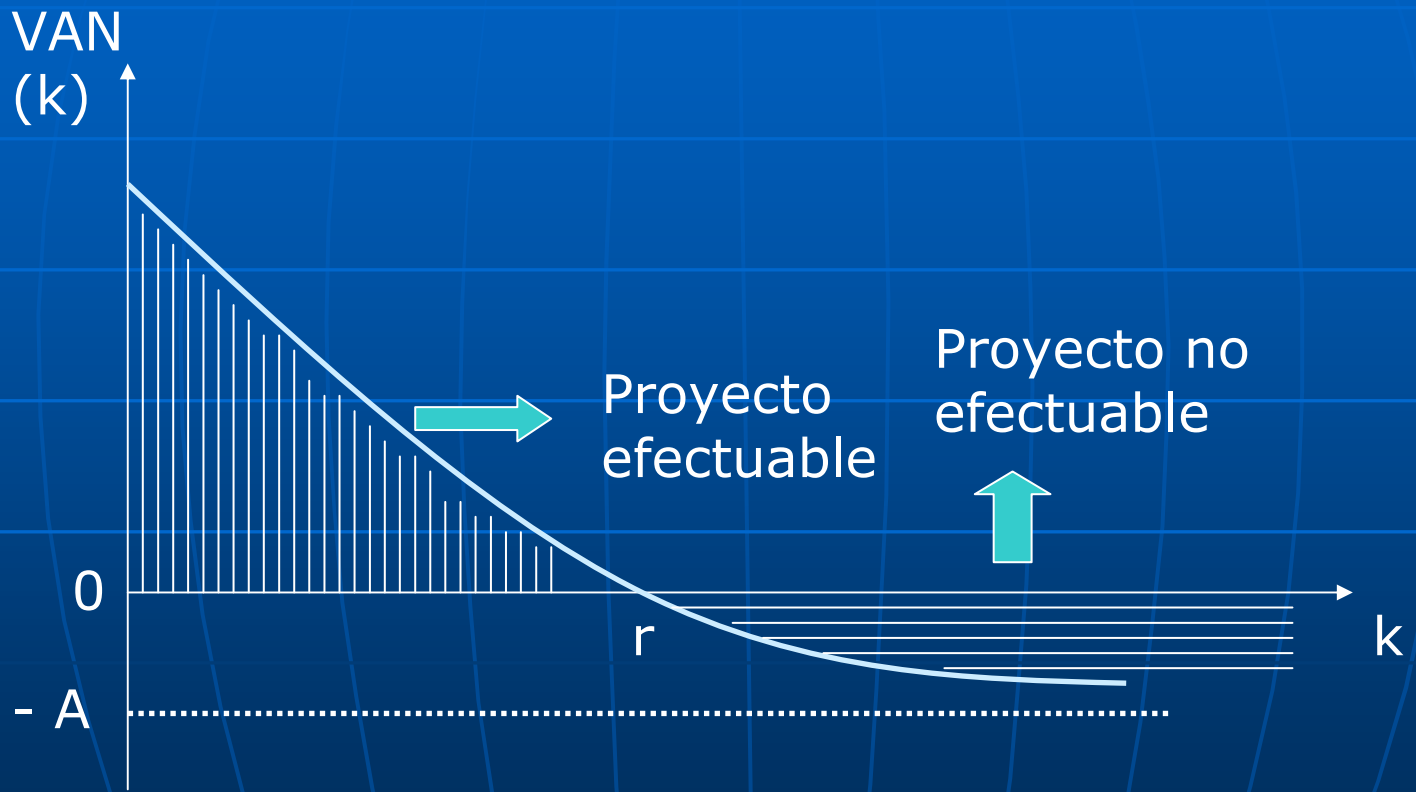 VAN
(k)
Proyecto
efectuable
Proyecto no
efectuable
0
r
k
- A